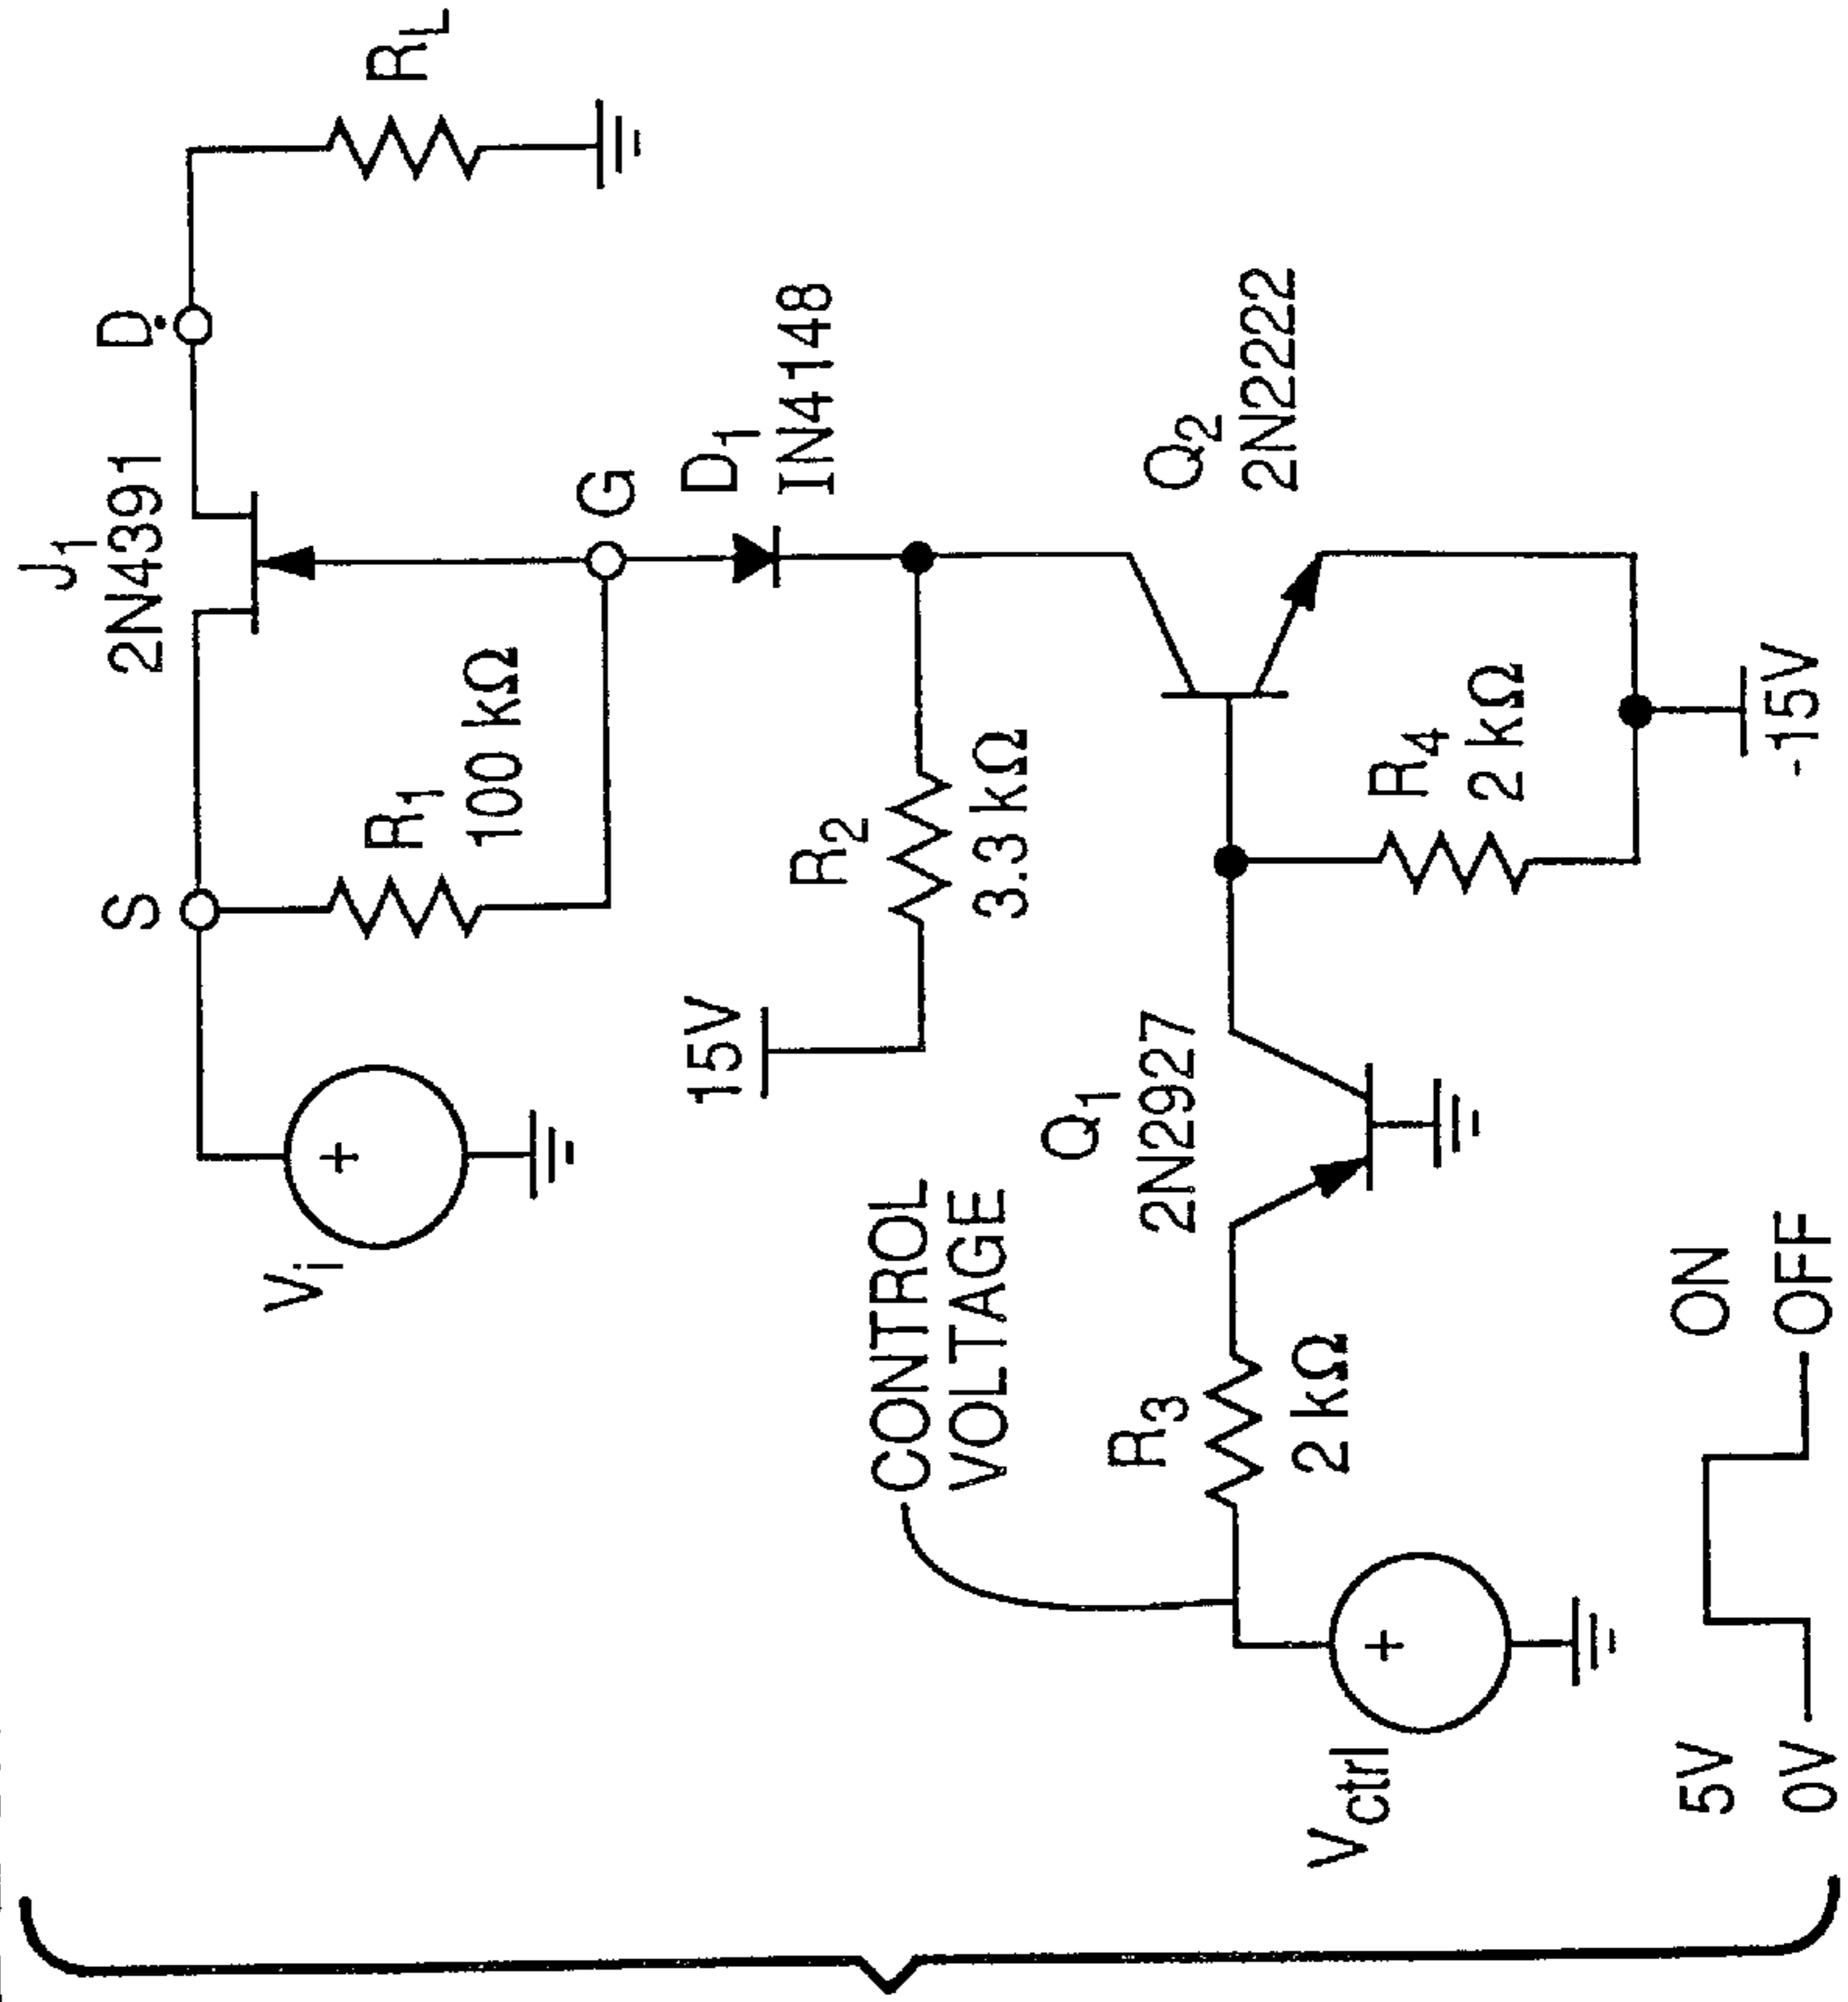 J1
2N4391
S
D
Vi
R1
100 kΩ
RL
G
15V
D1
IN4148
R2
3.3 kΩ
CONTROL
VOLTAGE
Q1
2N2927
Q2
2N2222
R3
2 kΩ
Vctrl
R4
2 kΩ
-15V
5V
ON
0V
OFF
+
+